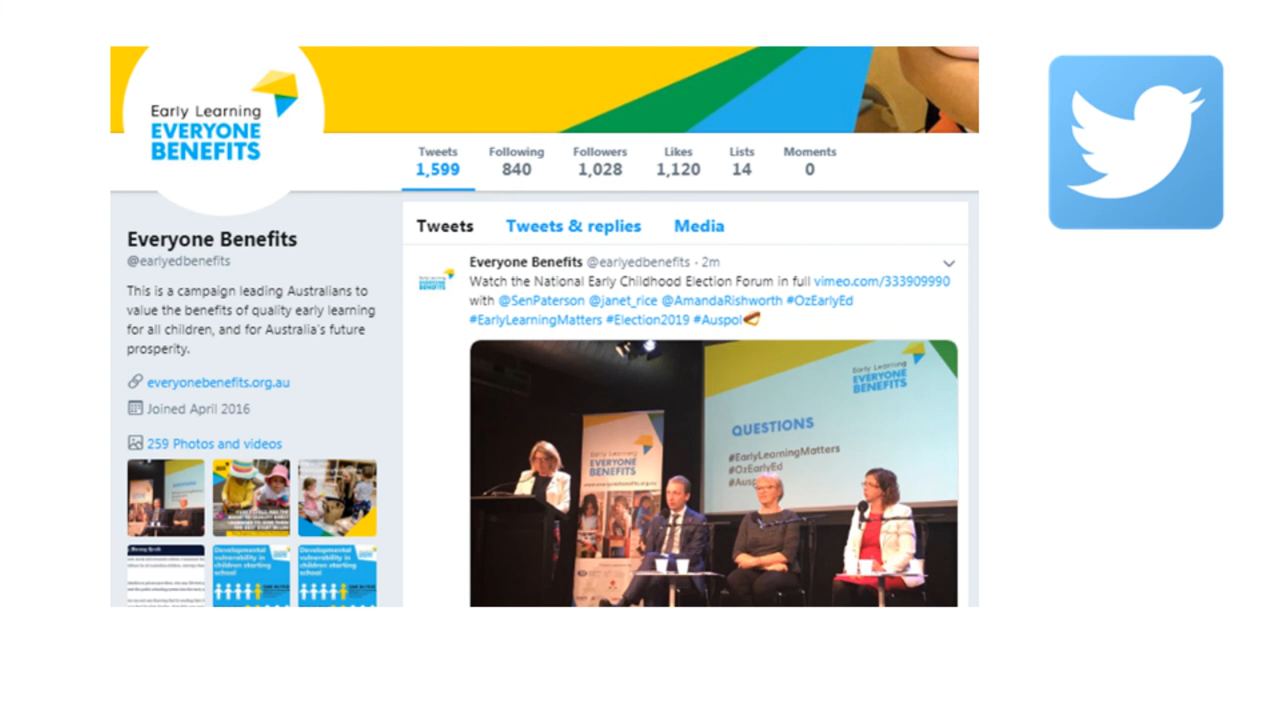 Early Learning
EVERYONE
BENEFITS
Tweets
1,599
Following
840
Followers
1,028
Likes
1,120
Lists
14
Moments
0
Everyone Benefits
@earlyedbenefits
This is a campaign leading Australians to
value the benefits of quality early learning
for all children, and for Australia's future
prosperity.
everyonebenefits.org.au
Joined April 2016
259 Photos and videos
Developmental
vulnerability in
children starting
school
Developmental
vulnerability in
children starting
school
Tweets Tweets & replies Media
Everyone Benefits @earlyedbenefits · 2m
Watch the National Early Childhood Election Forum in full vimeo.com/333909990
with @SenPaterson @janet_rice @AmandaRishworth #OzEarlyEd
#EarlyLearningMatters #Election2019 #Auspol
Early Learning
EVERYONE
BENEFITS
QUESTIONS
#EarlyLearningMatters
#OzEarlyEd
#Ausp
Early Learning
EVERYONE
BENEFITS